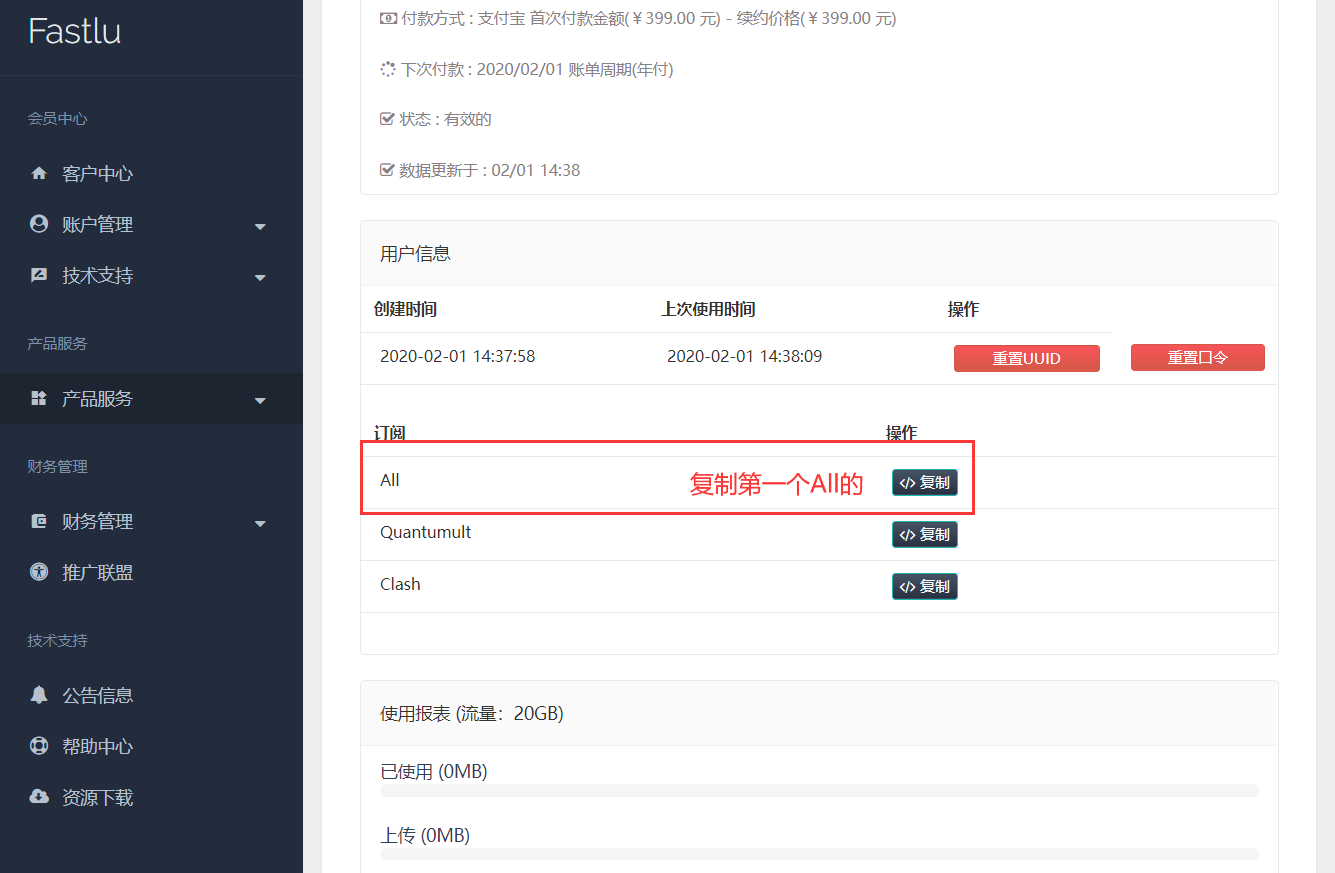 Fastlu
会员中心
客户中心
账户管理
技术支持
产品服务
产品服务
财务管理
财务管理
推广联盟
技术支持
公告信息
帮助中心
资源下载
付款方式 : 支付宝 首次付款金额(￥399.00 元) - 续约价格(￥399.00 元)
下次付款 : 2020/02/01 账单周期(年付)
状态 : 有效的
数据更新于 : 02/01 14:38
用户信息
创建时间 上次使用时间 操作
2020-02-01 14:37:58 2020-02-01 14:38:09 重置UUID 重置口令
订阅 操作
All 复制第一个All的 </> 复制
Quantumult </> 复制
Clash </> 复制
使用报表 (流量：20GB)
已使用 (0MB)
上传 (0MB)